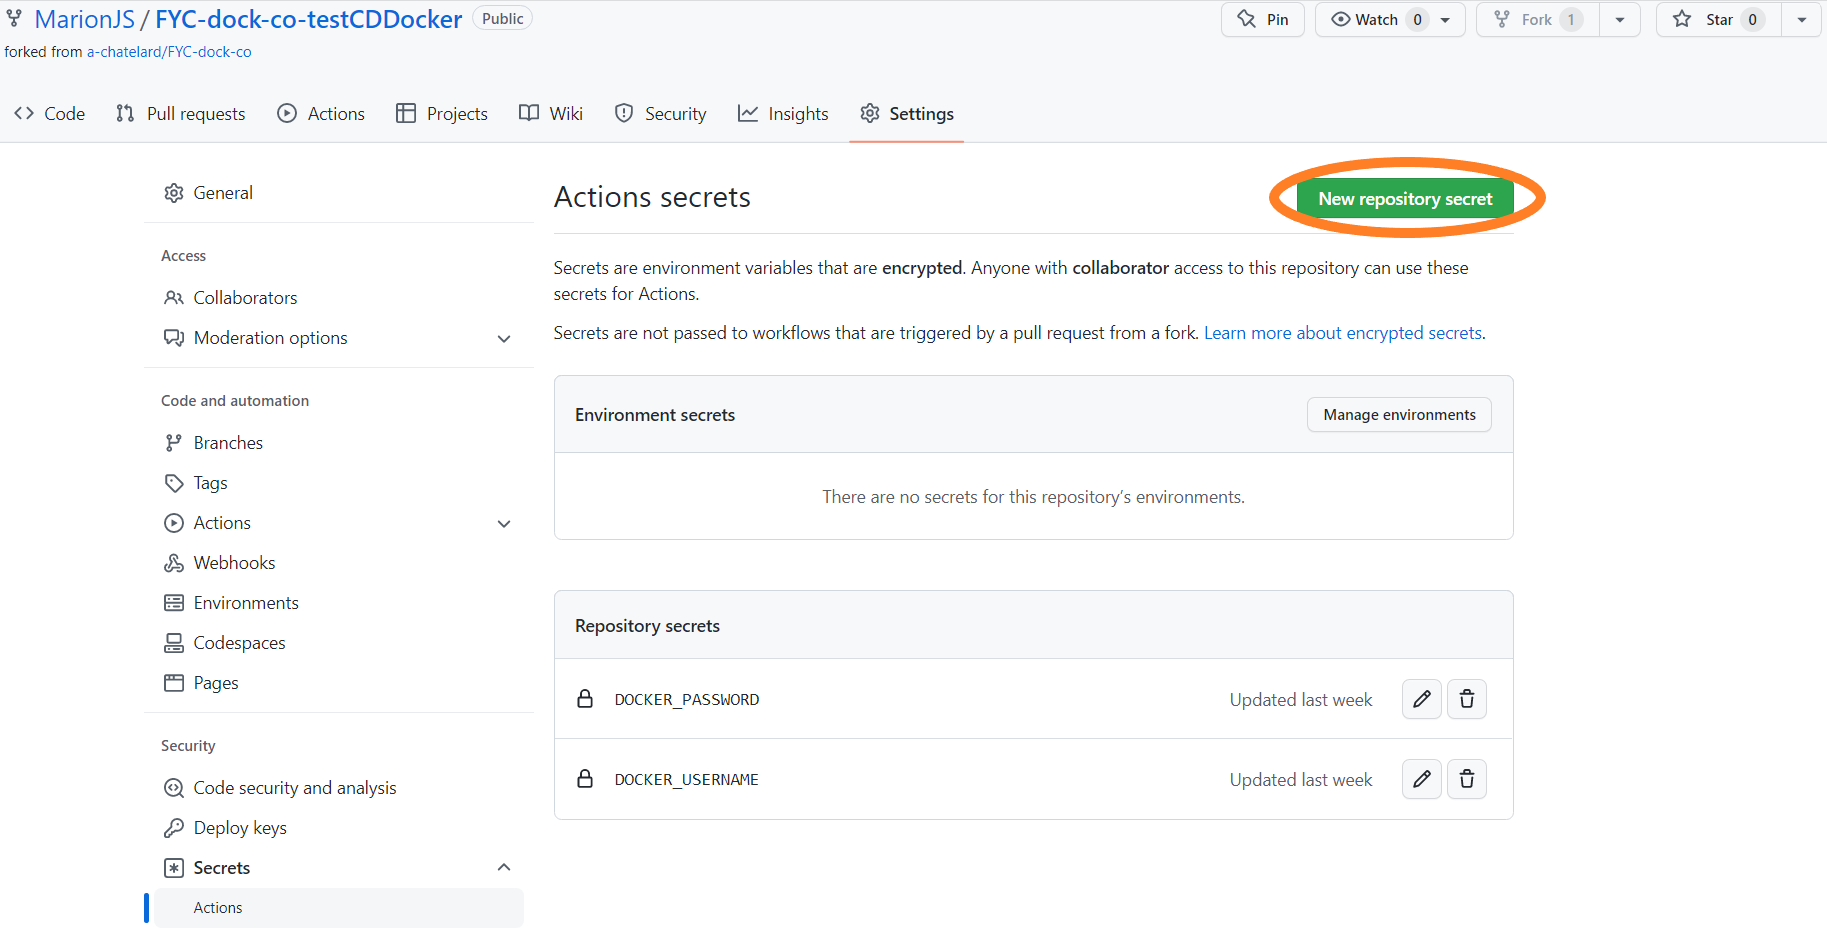 MarionJS / FYC-dock-co-testCDDocker Public
Pin
Watch 0
Fork 1
Star 0
forked from a-chatelard/FYC-dock-co
Code
Pull requests
Actions
Projects
Wiki
Security
Insights
Settings
General
Access
Collaborators
Moderation options
Code and automation
Branches
Tags
Actions
Webhooks
Environments
Codespaces
Pages
Security
Code security and analysis
Deploy keys
Secrets
Actions
Actions secrets
New repository secret
Secrets are environment variables that are encrypted. Anyone with collaborator access to this repository can use these
secrets for Actions.
Secrets are not passed to workflows that are triggered by a pull request from a fork. Learn more about encrypted secrets.
Environment secrets
Manage environments
There are no secrets for this repository’s environments.
Repository secrets
DOCKER_PASSWORD
Updated last week
DOCKER_USERNAME
Updated last week